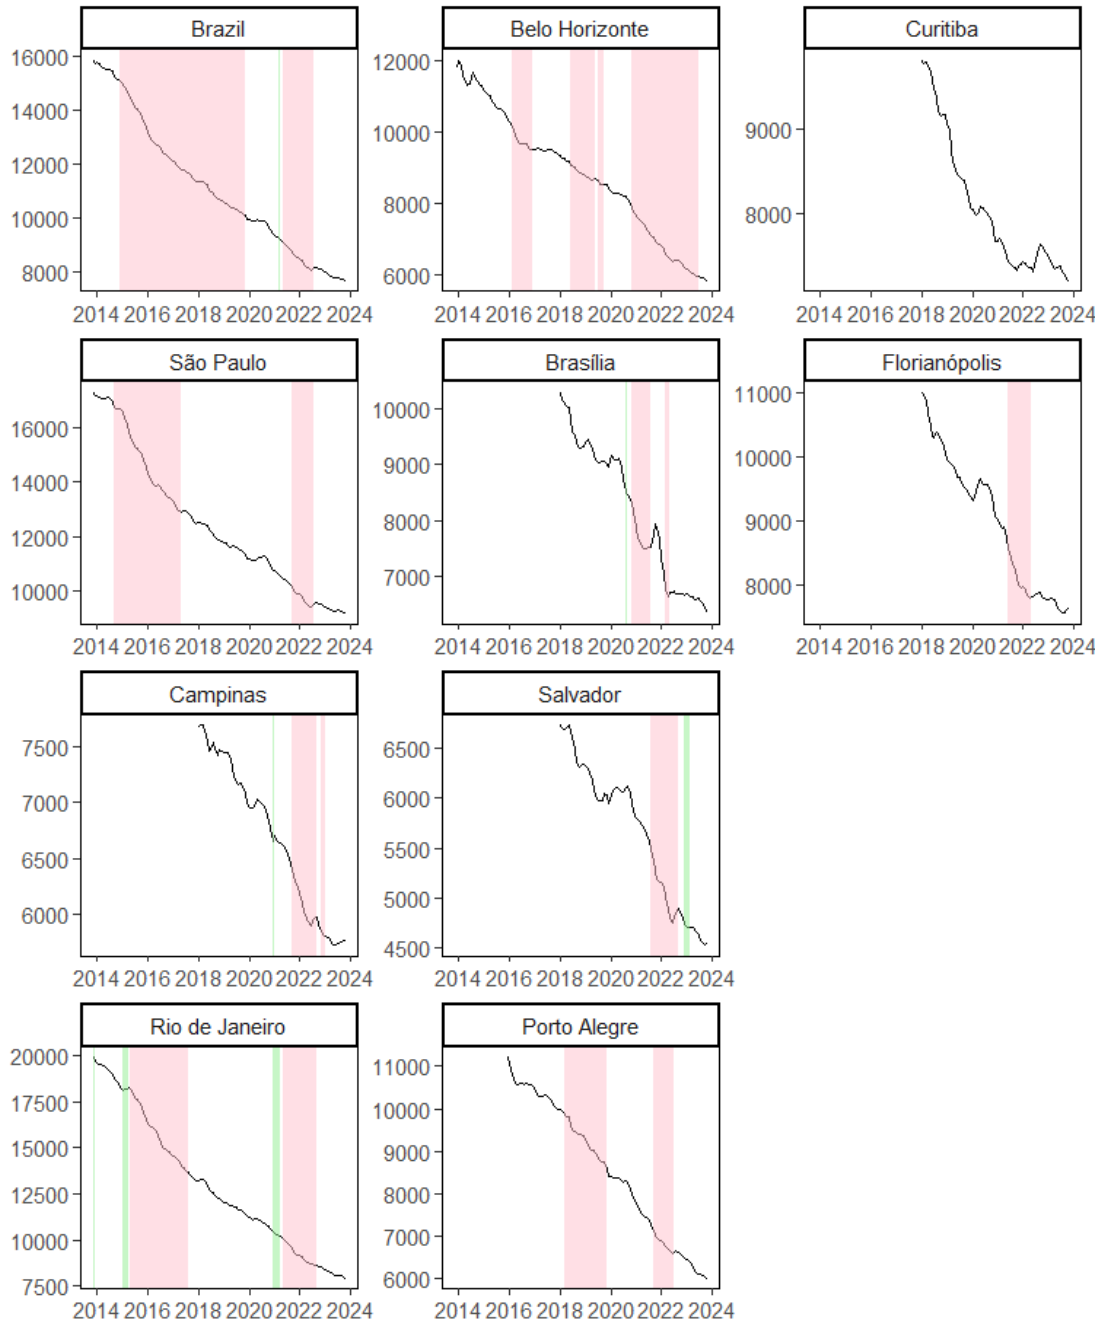 Brazil
16000
14000
12000
10000
8000
2014 2016 2018 2020 2022 2024
Belo Horizonte
12000
10000
8000
6000
2014 2016 2018 2020 2022 2024
Curitiba
9000
8000
2014 2016 2018 2020 2022 2024
São Paulo
16000
14000
12000
10000
2014 2016 2018 2020 2022 2024
Brasília
10000
9000
8000
7000
2014 2016 2018 2020 2022 2024
Florianópolis
11000
10000
9000
8000
2014 2016 2018 2020 2022 2024
Campinas
7500
7000
6500
6000
2014 2016 2018 2020 2022 2024
Salvador
6500
6000
5500
5000
4500
2014 2016 2018 2020 2022 2024
Rio de Janeiro
20000
17500
15000
12500
10000
7500
2014 2016 2018 2020 2022 2024
Porto Alegre
11000
10000
9000
8000
7000
6000
2014 2016 2018 2020 2022 2024